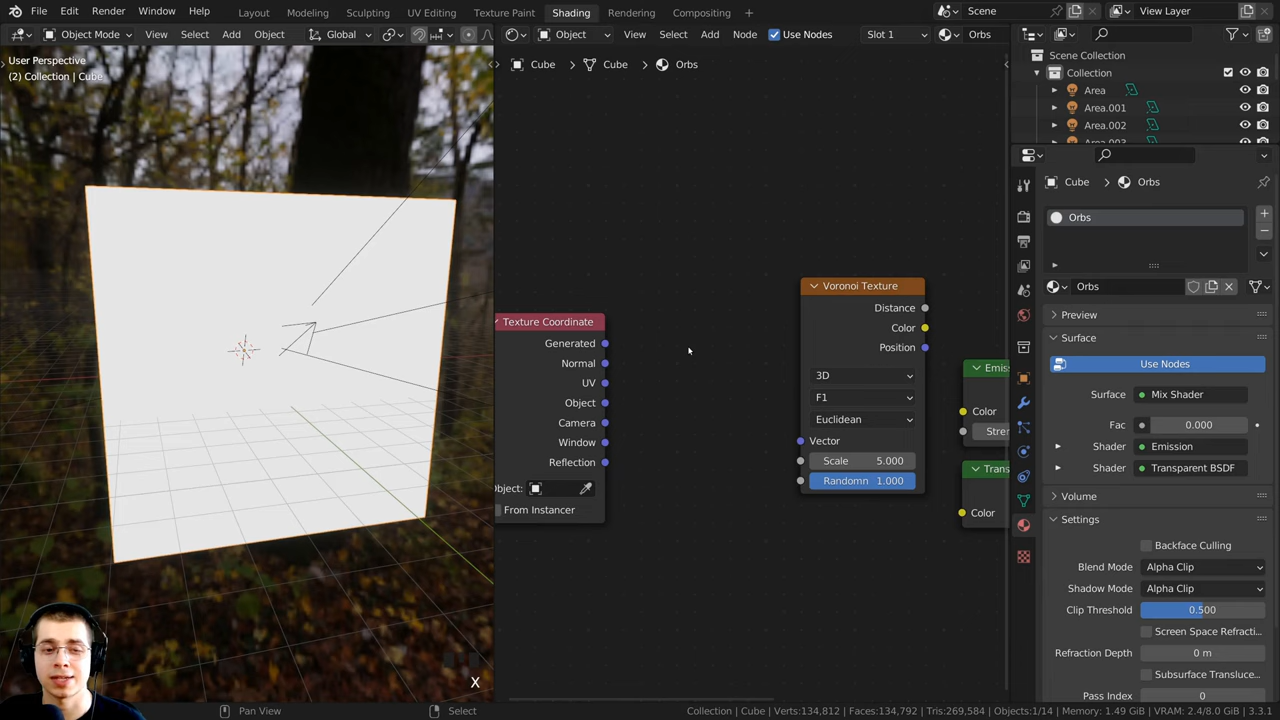 File Edit Render Window Help Layout Modeling Sculpting UV Editing Texture Paint Shading Rendering Compositing + Scene View Layer
Object Mode View Select Add Object Global Object View Select Add Node Use Nodes Slot 1 Orbs
User Perspective
(2) Collection | Cube
Cube > Cube > Orbs
Scene Collection
Collection
Area
Area.001
Area.002
Cube > Orbs
Orbs
Orbs
Preview
Surface
Use Nodes
Surface Mix Shader
Fac 0.000
Shader Emission
Shader Transparent BSDF
Volume
Settings
Backface Culling
Blend Mode Alpha Clip
Shadow Mode Alpha Clip
Clip Threshold 0.500
Screen Space Refracti...
Refraction Depth 0 m
Subsurface Transluce...
Pass Index 0
Texture Coordinate
Generated
Normal
UV
Object
Camera
Window
Reflection
bject:
From Instancer
Voronoi Texture
Distance
Color
Position
3D
F1
Euclidean
Vector
Scale 5.000
Randomn 1.000
Emiss
Color
Stren
Trans
Color
X
Pan View Select Collection | Cube | Verts:134,812 | Faces:134,792 | Tris:269,584 | Objects:1/14 | Memory: 1.49 GiB | VRAM: 2.4/8.0 GiB | 3.3.1